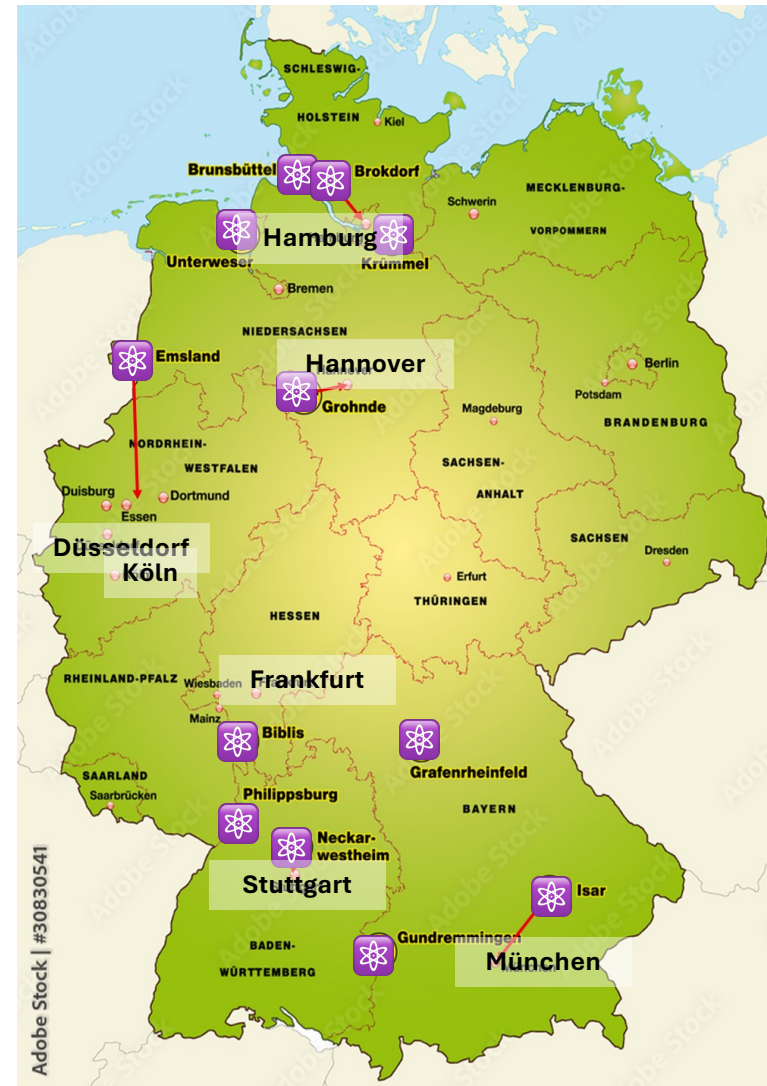 SCHLESWIG-
HOLSTEIN
Kiel
Brunsbüttel
Brokdorf
MECKLENBURG-
Schwerin
VORPOMMERN
Hamburg
Unterweser
Krümmel
Bremen
NIEDERSACHSEN
Emsland
Hannover
Berlin
Potsdam
Grohnde
Magdeburg
BRANDENBURG
NORDRHEIN-
WESTFALEN
SACHSEN-
ANHALT
Duisburg
Dortmund
Essen
SACHSEN
Düsseldorf
Dresden
Köln
Erfurt
THÜRINGEN
HESSEN
RHEINLAND-PFALZ
Wiesbaden
Frankfurt
Mainz
Biblis
Grafenrheinfeld
SAARLAND
Saarbrücken
Philippsburg
BAYERN
Neckar-
westheim
Stuttgart
Isar
Gundremmingen
BADEN-
WÜRTTEMBERG
München
Adobe Stock | #30830541